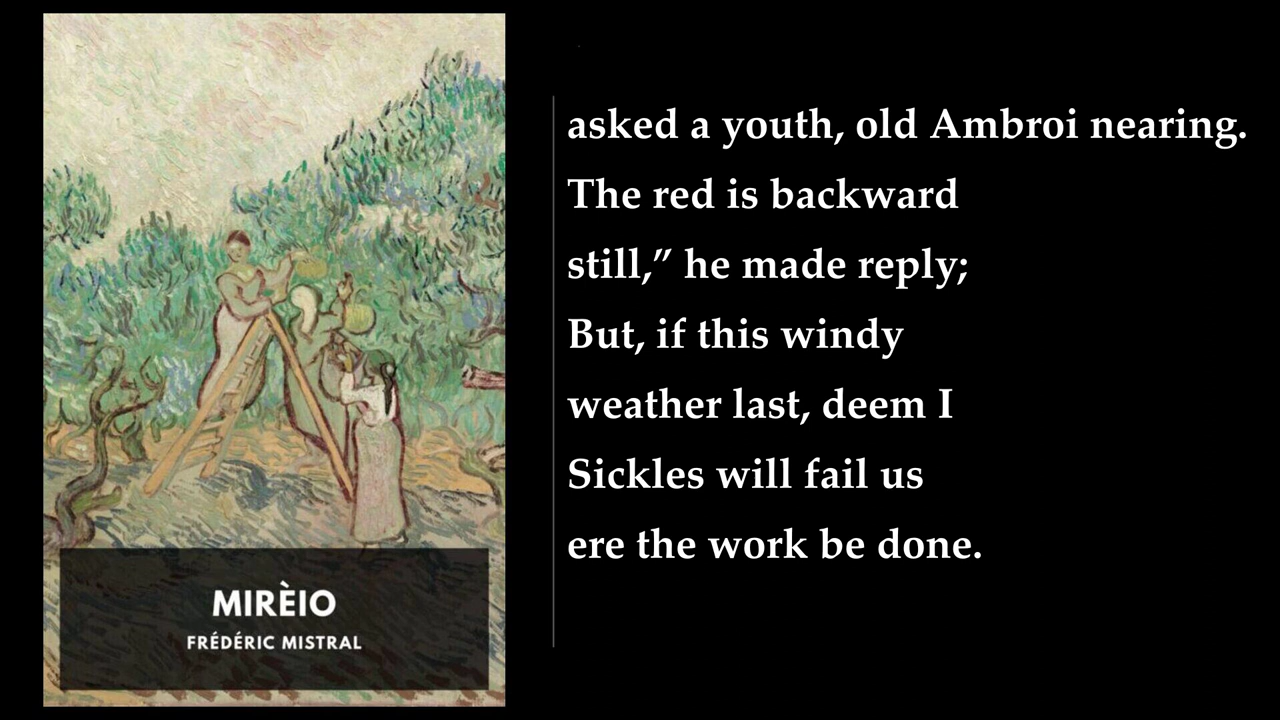 asked a youth, old Ambroi nearing.
The red is backward
still,” he made reply;
But, if this windy
weather last, deem I
Sickles will fail us
ere the work be done.
MIRÈIO
FRÉDÉRIC MISTRAL